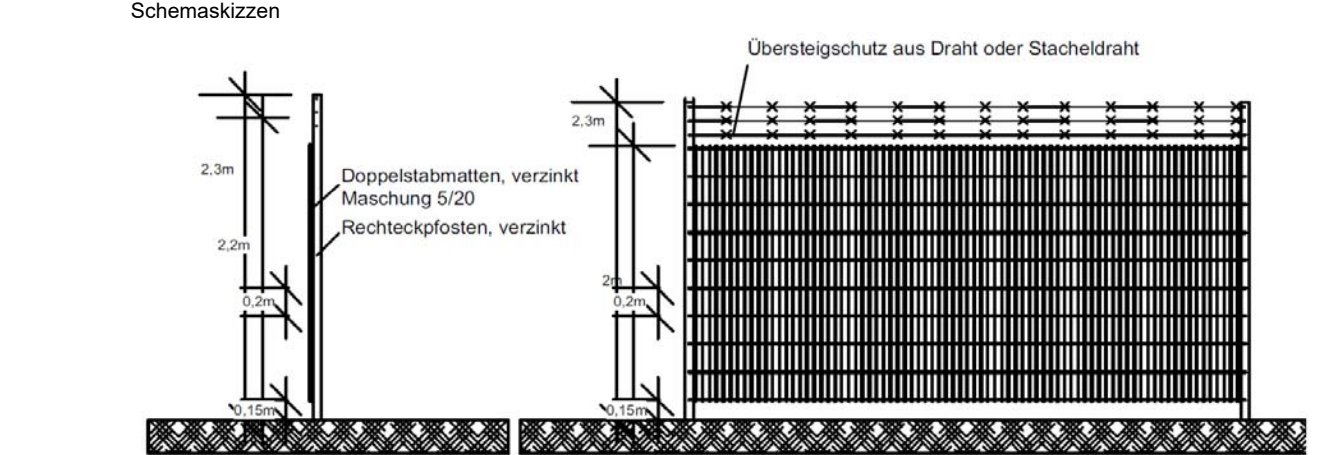 Schemaskizzen
Übersteigschutz aus Draht oder Stacheldraht
2,3m
2,3m
Doppelstabmatten, verzinkt
Maschung 5/20
Rechteckpfosten, verzinkt
2,2m
2m
0,2m
0,2m
0,15m
0,15m